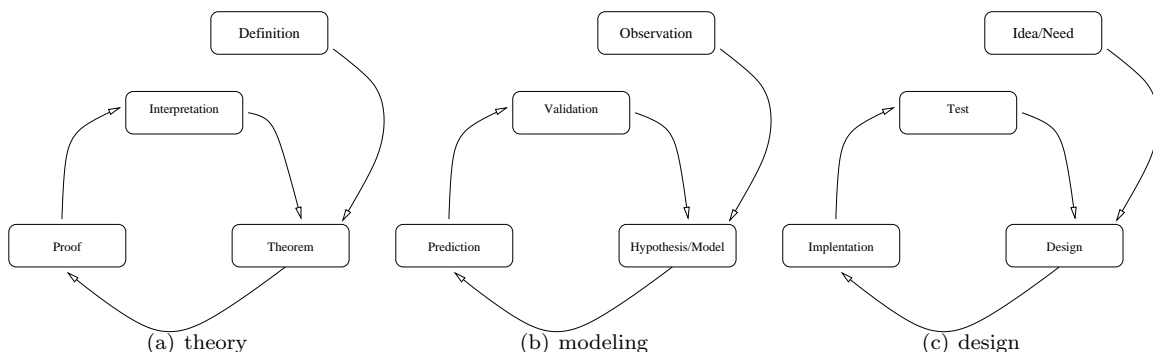 Definition
Interpretation
Proof
Theorem
(a) theory
Observation
Validation
Prediction
Hypothesis/Model
(b) modeling
Idea/Need
Test
Implentation
Design
(c) design